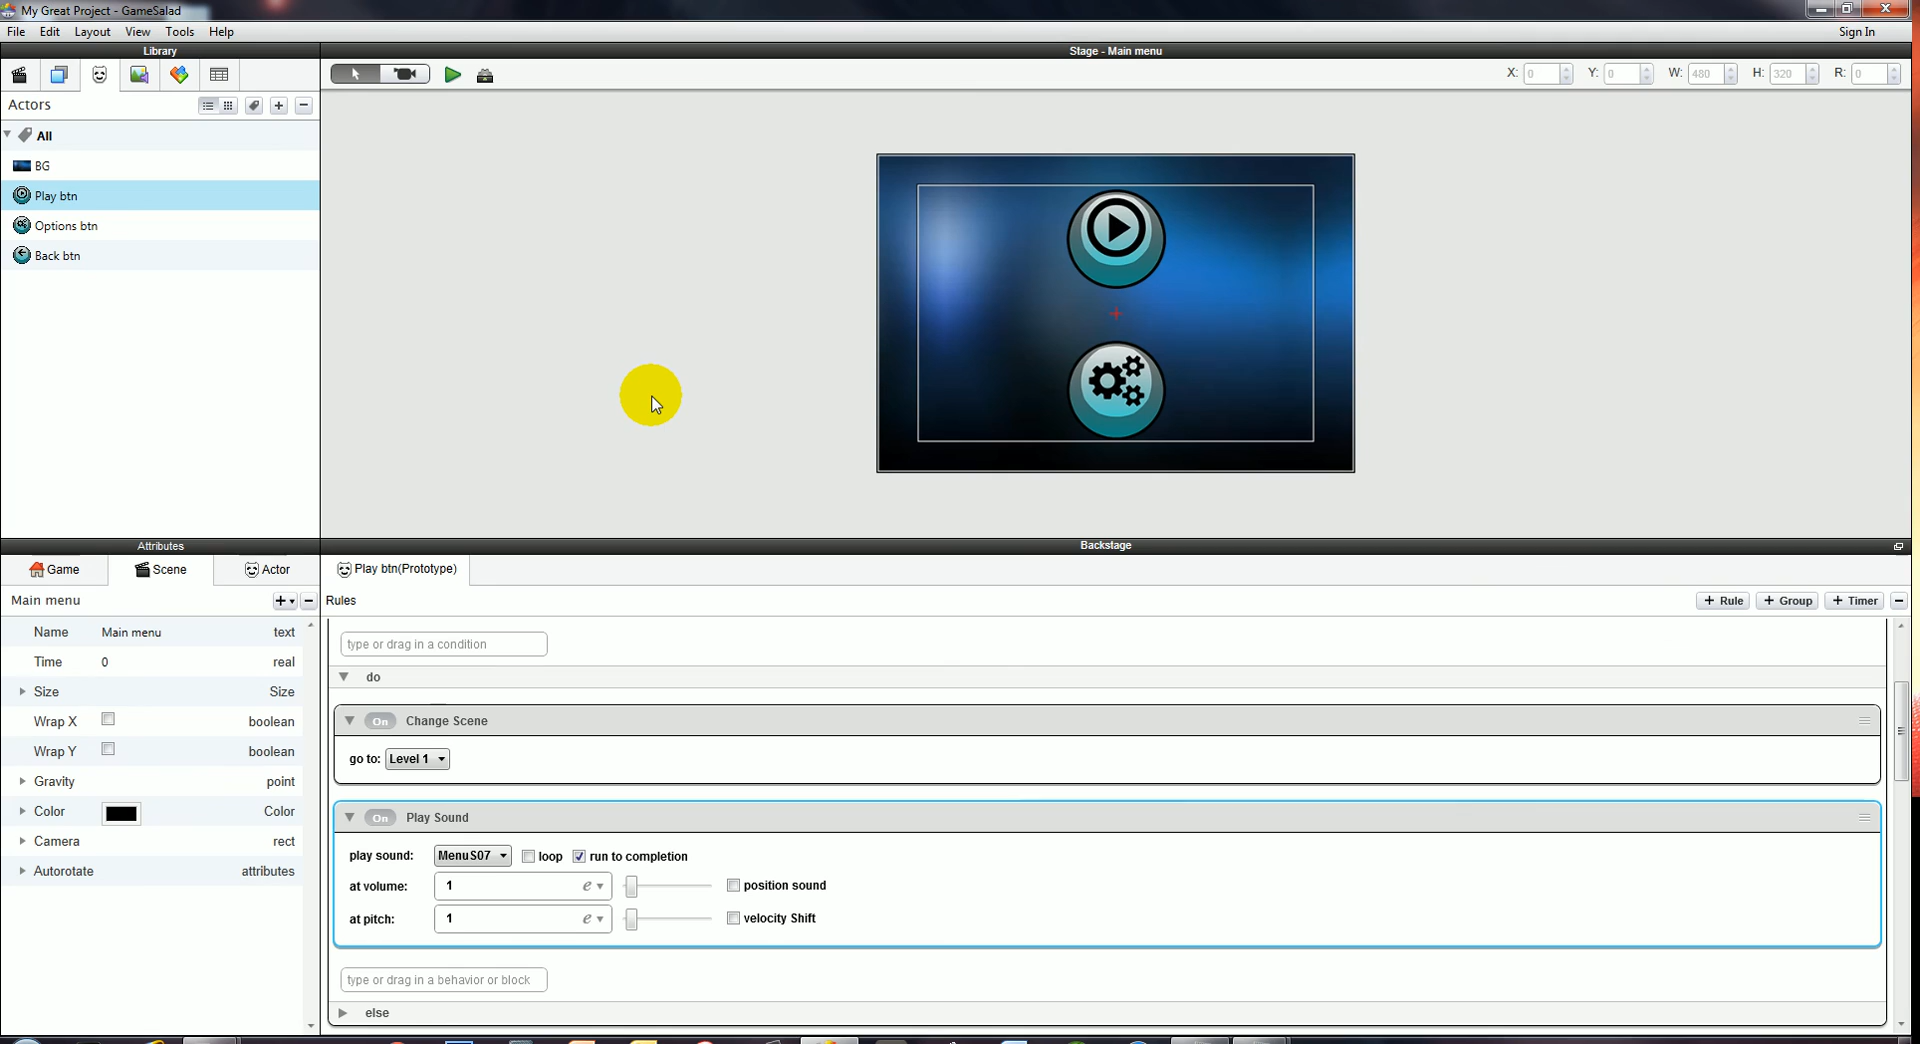 My Great Project - GameSalad
File Edit Layout View Tools Help
Sign In
Library
Stage - Main menu
X: 0 Y: 0 W: 480 H: 320 R: 0
Actors
All
BG
Play btn
Options btn
Back btn
Attributes
Backstage
Game Scene Actor
Play btn(Prototype)
Main menu
Rules
Rule Group Timer
Name Main menu text
Time 0 real
Size Size
Wrap X boolean
Wrap Y boolean
Gravity point
Color Color
Camera rect
Autorotate attributes
type or drag in a condition
do
On Change Scene
go to: Level 1
On Play Sound
play sound: MenuS07 loop run to completion
at volume: 1 e position sound
at pitch: 1 e velocity Shift
type or drag in a behavior or block
else